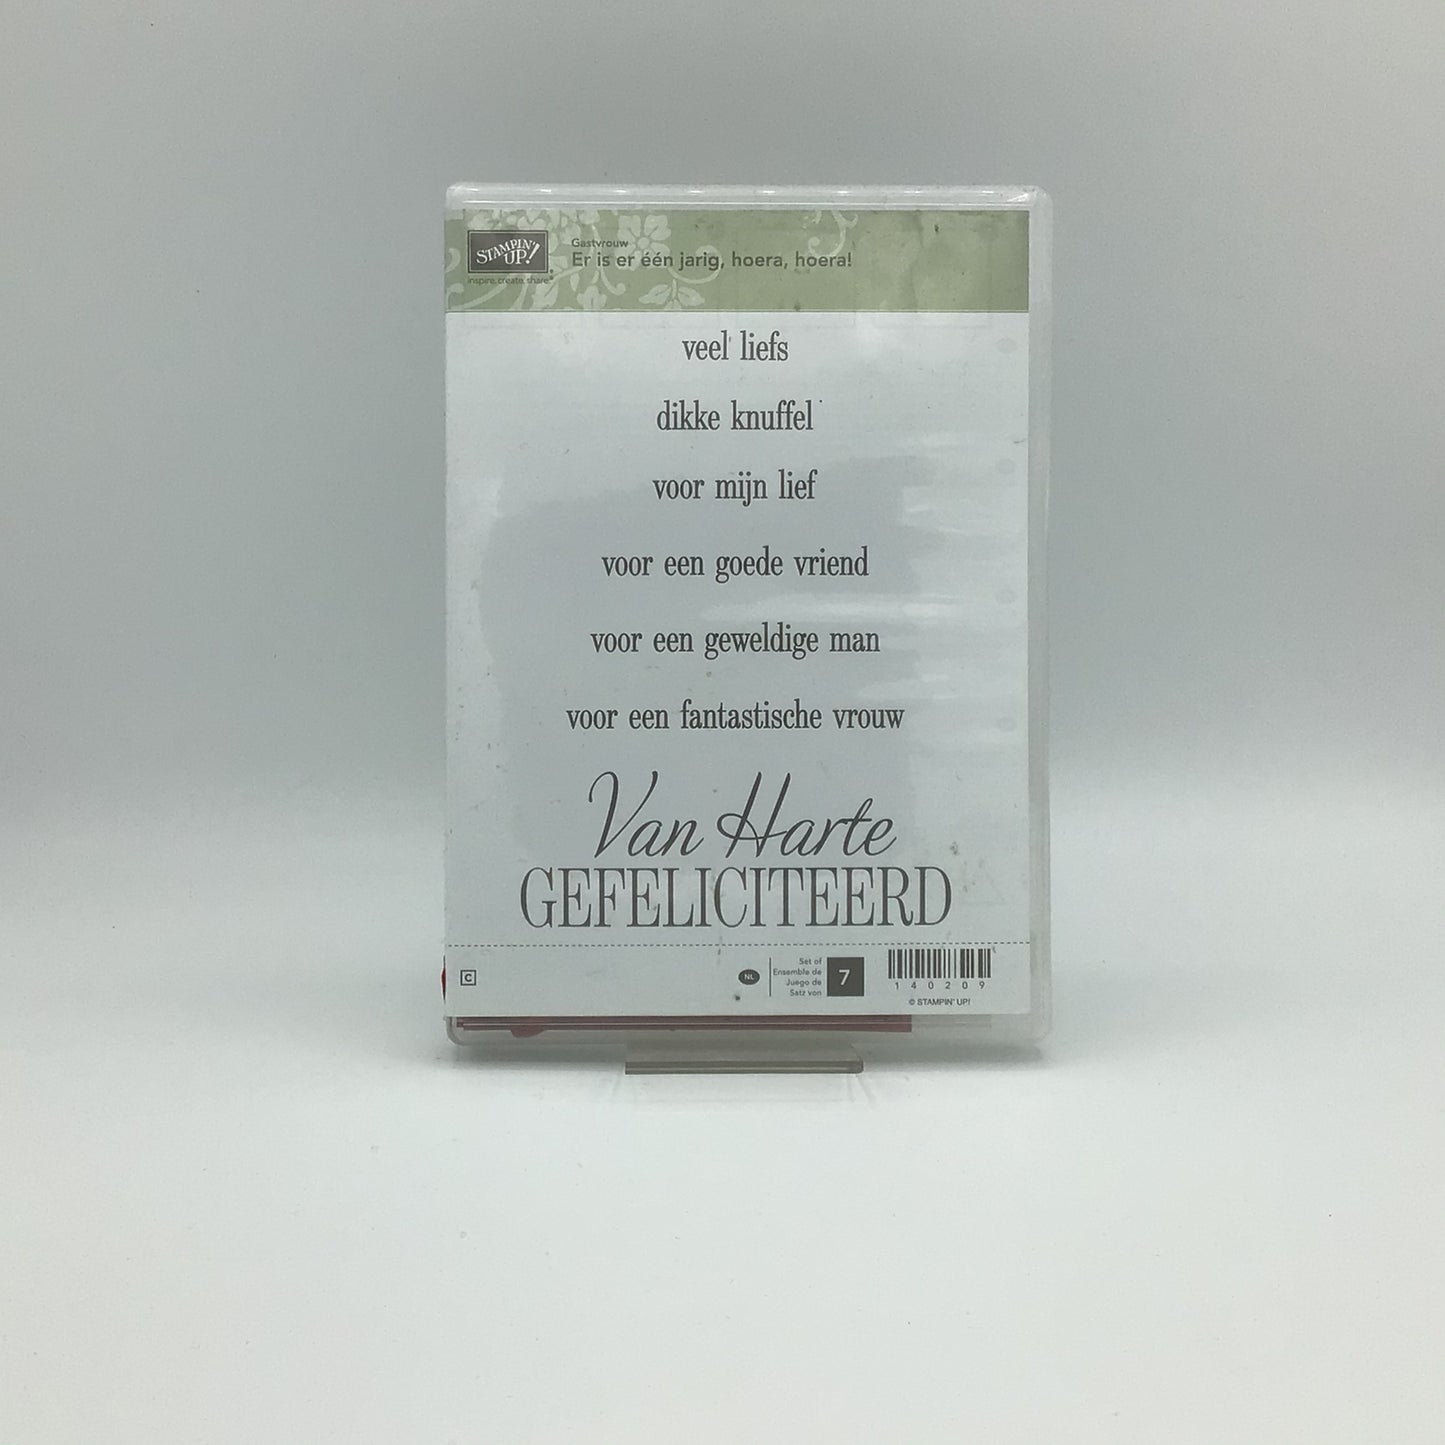 STAMPIN' UP!
inspire. create. share.®
Gastvrouw
Er is er één jarig, hoera, hoera!
veel liefs
dikke knuffel
voor mijn lief
voor een goede vriend
voor een geweldige man
voor een fantastische vrouw
Van Harte
GEFELICITEERD
C
NL
Set of
Ensemble de
Juego de
Satz von
7
140209
© STAMPIN' UP!